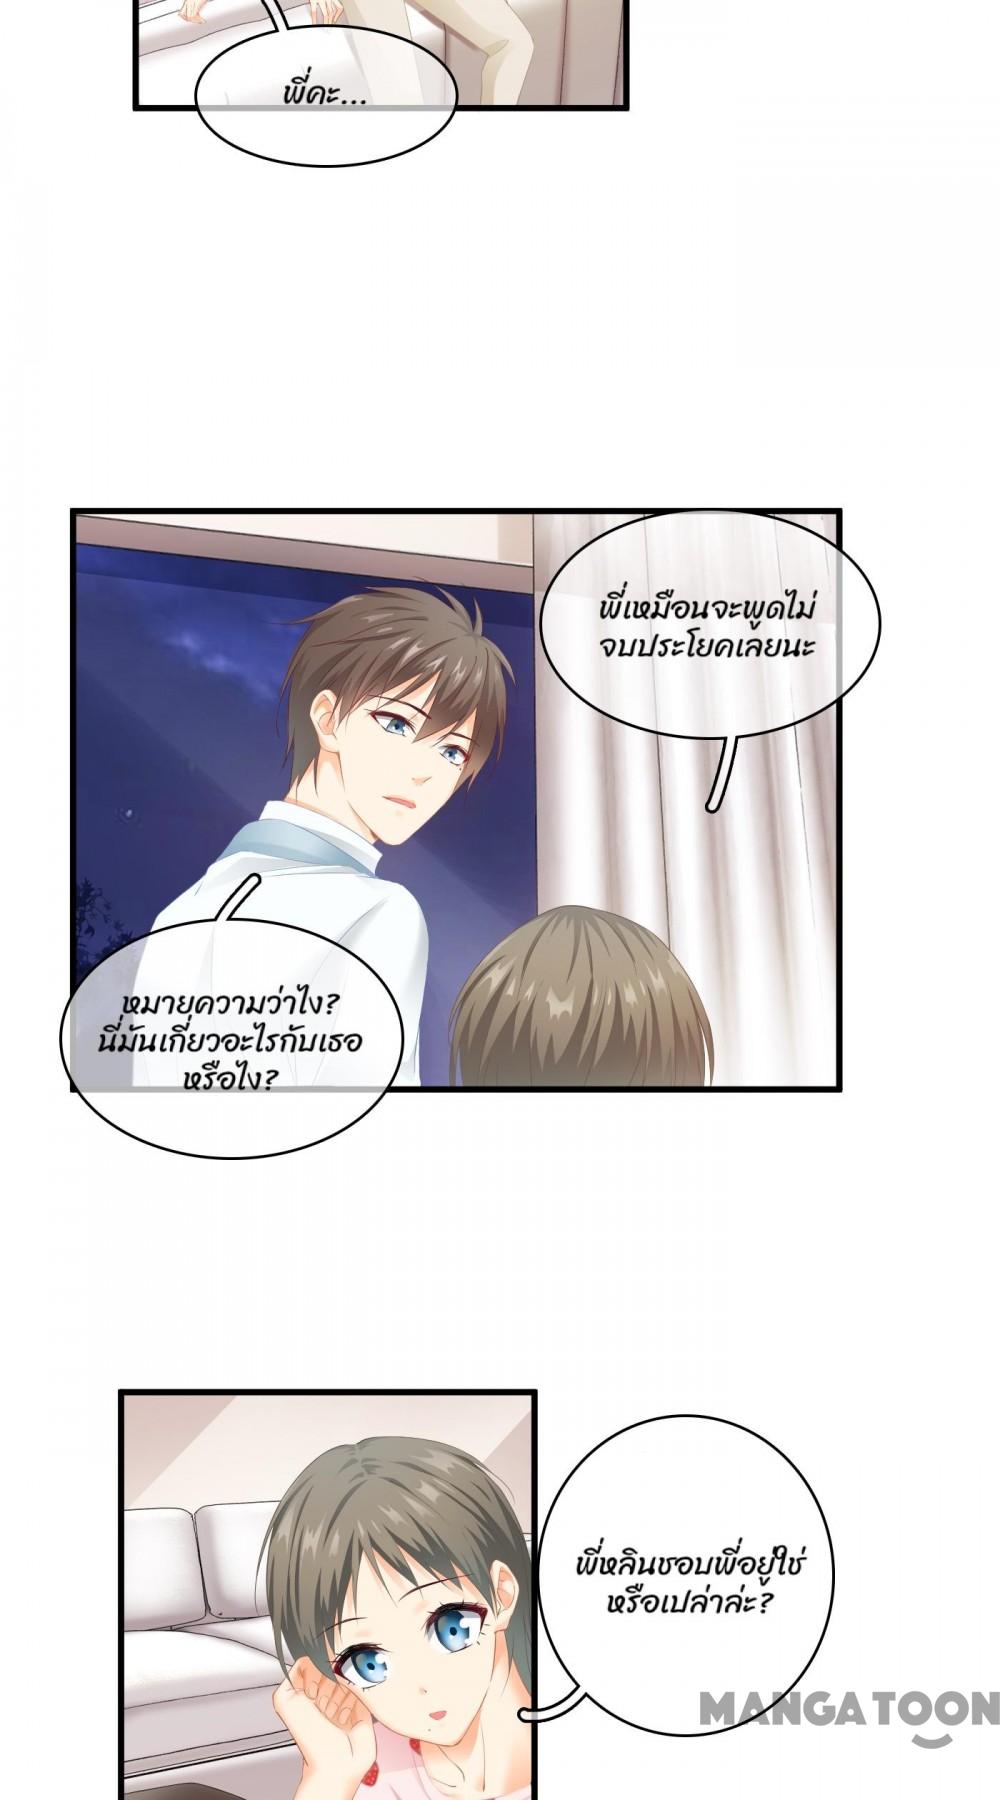 พี่คะ...
พี่เหมือนจะพูดไม่
จบประโยคเลยนะ
หมายความว่าไง?
นี่มันเกี่ยวอะไรกับเธอ
หรือไง?
พี่หลินชอบพี่อยู่ใช่
หรือเปล่าล่ะ?
MANGATOON